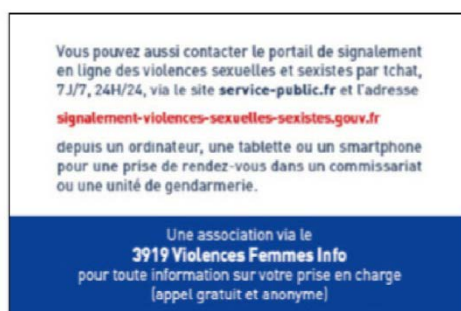 Vous pouvez aussi contacter le portail de signalement
en ligne des violences sexuelles et sexistes par tchat,
7J/7, 24H/24, via le site service-public.fr et l'adresse
signalement-violences-sexuelles-sexistes.gouv.fr
depuis un ordinateur, une tablette ou un smartphone
pour une prise de rendez-vous dans un commissariat
ou une unité de gendarmerie.
Une association via le
3919 Violences Femmes Info
pour toute information sur votre prise en charge
(appel gratuit et anonyme)